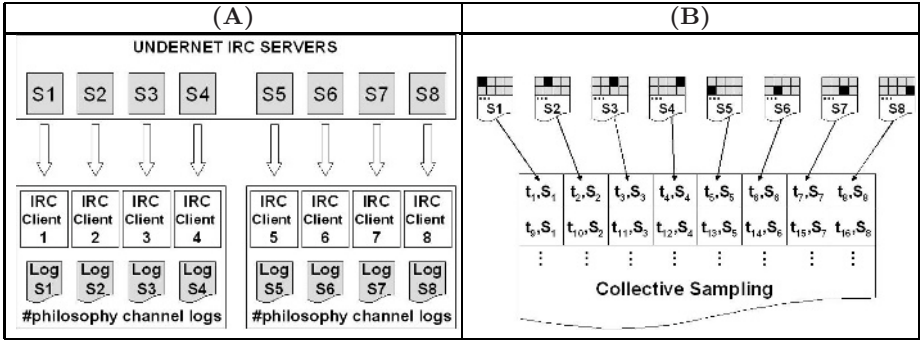 (A)
UNDERNET IRC SERVERS
S1 S2 S3 S4 S5 S6 S7 S8
IRC IRC IRC IRC IRC IRC IRC IRC
Client Client Client Client Client Client Client Client
1 2 3 4 5 6 7 8
Log Log Log Log Log Log Log Log
S1 S2 S3 S4 S5 S6 S7 S8
#philosophy channel logs #philosophy channel logs
(B)
S1 S2 S3 S4 S5 S6 S7 S8
t₁,S₁ t₂,S₂ t₃,S₃ t₄,S₄ t₅,S₅ t₆,S₆ t₇,S₇ t₈,S₈
t₉,S₁ t₁₀,S₂ t₁₁,S₃ t₁₂,S₄ t₁₃,S₅ t₁₄,S₆ t₁₅,S₇ t₁₆,S₈
⋮ ⋮ ⋮ ⋮ ⋮ ⋮ ⋮ ⋮
Collective Sampling